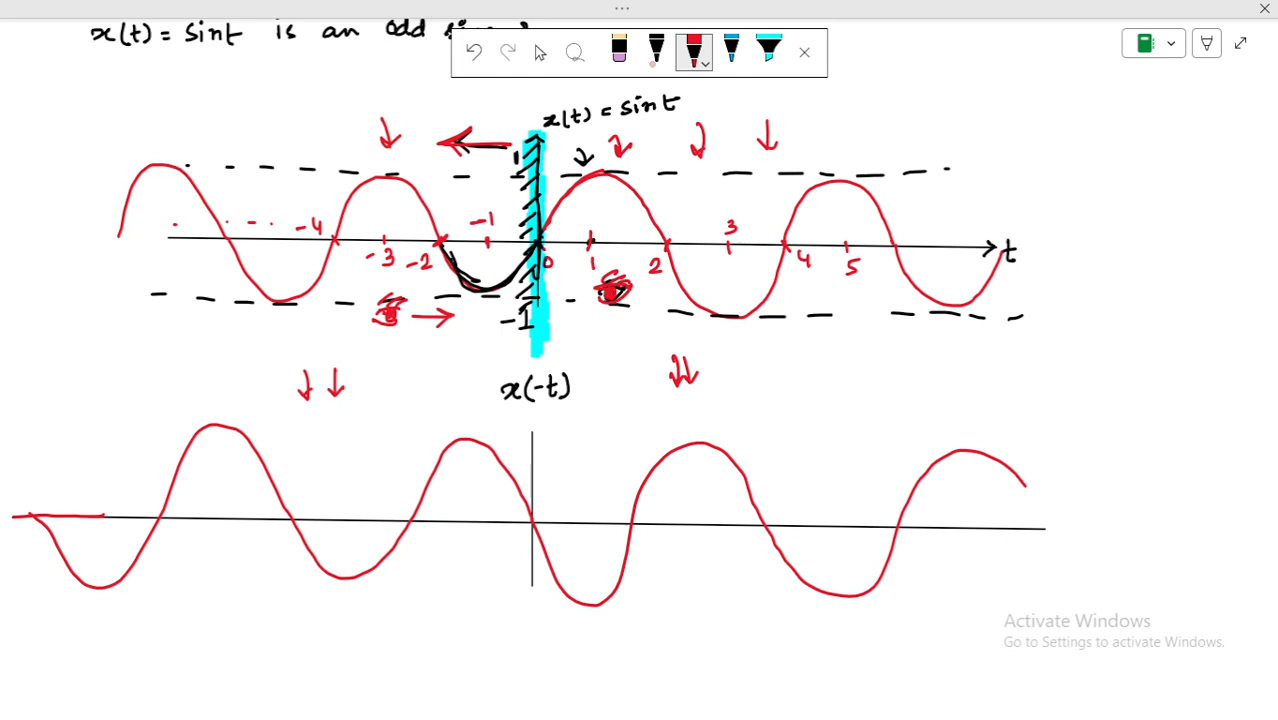 x(t) = sint is an odd
x(t) = sint
1
-4 -3 -2 -1 0 1 2 3 4 5 t
-1
x(-t)
Activate Windows
Go to Settings to activate Windows.